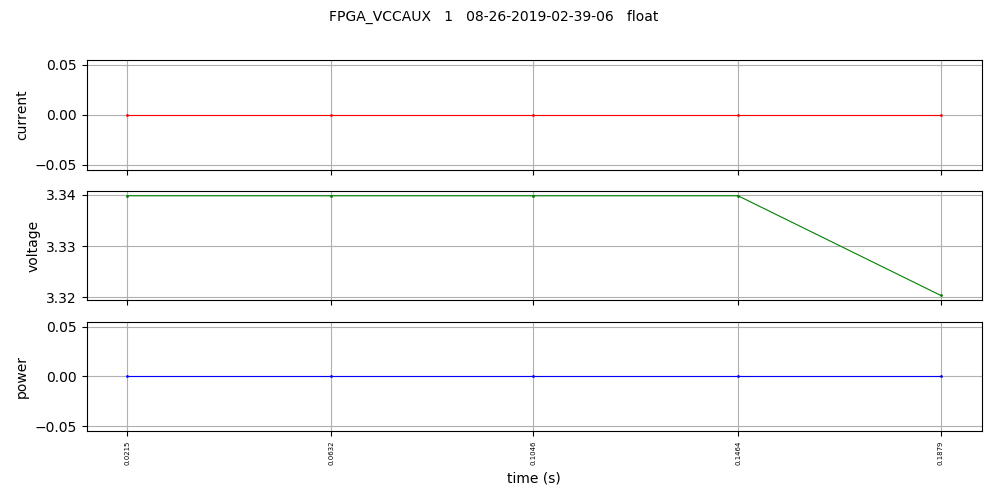 FPGA_VCCAUX 1 08-26-2019-02-39-06 float
0.05
0.00
−0.05
current
3.34
3.33
3.32
voltage
0.05
0.00
−0.05
power
0.0215 0.0632 0.1046 0.1464 0.1879
time (s)